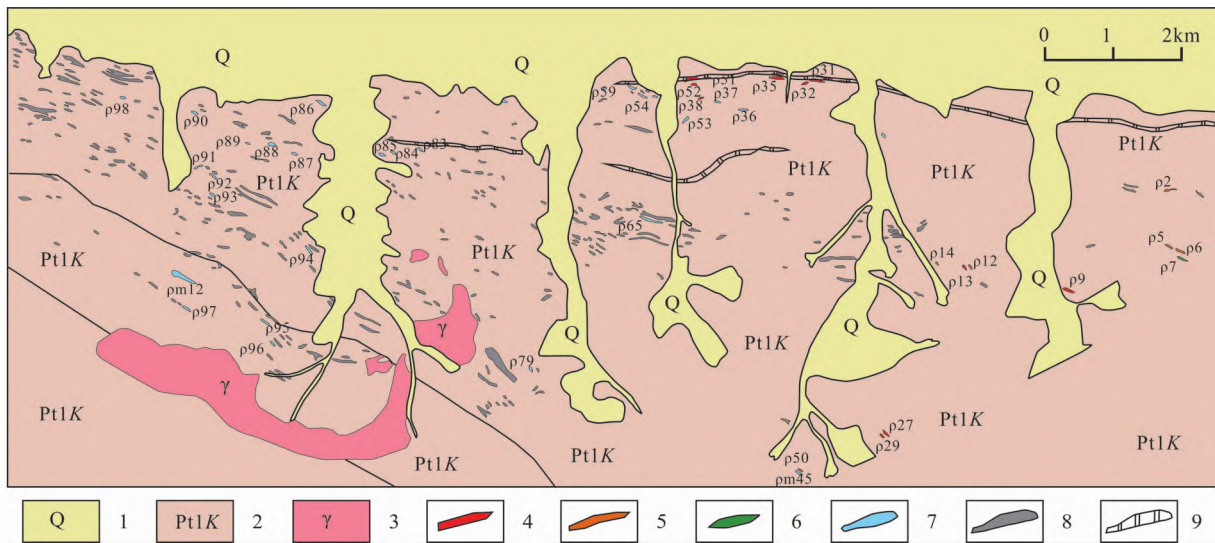 0 1 2km
Q
Q
Q
ρ98
ρ90
ρ86
ρ89
ρ88
ρ91
ρ87
ρ92
ρ93
Pt1K
Q
ρ94
ρ85
ρ84
ρ83
ρ59
ρ54
ρ51
ρ52
ρ37
ρ35
ρ31
ρ32
ρ38
ρ53
ρ36
Pt1K
Pt1K
ρ2
ρ65
Pt1K
Pt1K
Pt1K
ρ14
ρ12
ρ13
ρ5
ρ6
ρ7
ρ9
Q
ρm12
ρ97
ρ95
ρ96
γ
γ
ρ79
Q
Q
Q
Pt1K
Pt1K
Pt1K
Pt1K
Pt1K
Pt1K
ρ27
ρ29
ρ50
ρm45
Q 1 Pt1K 2 γ 3 4 5 6 7 8 9